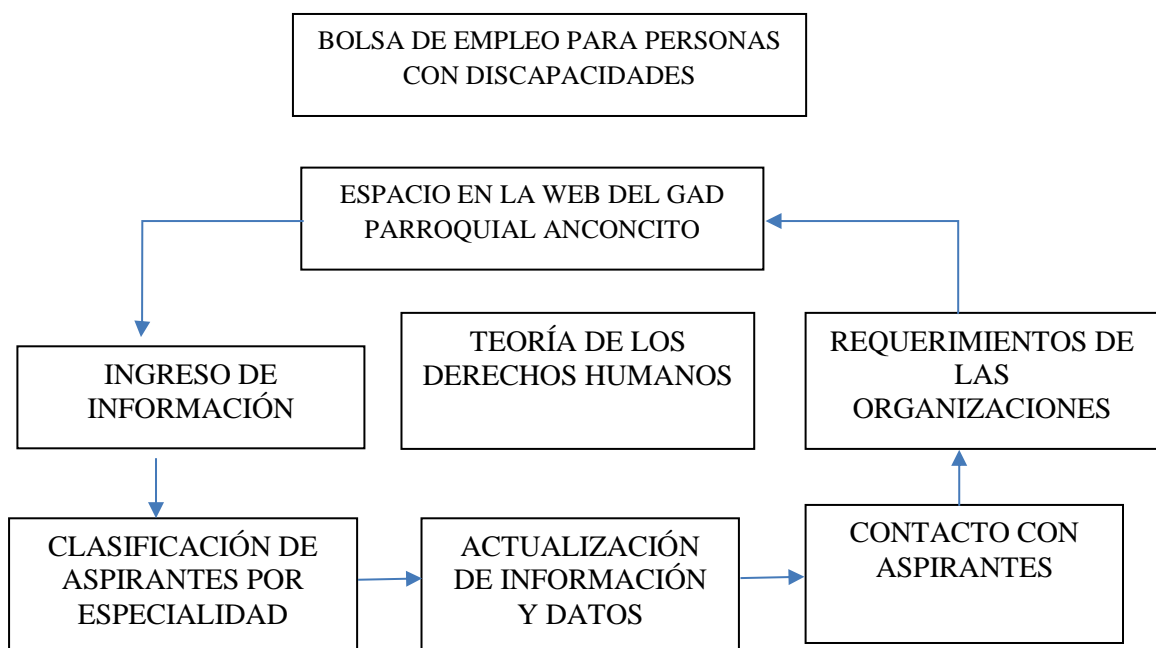 BOLSA DE EMPLEO PARA PERSONAS
CON DISCAPACIDADES
ESPACIO EN LA WEB DEL GAD
PARROQUIAL ANCONCITO
INGRESO DE
INFORMACIÓN
TEORÍA DE LOS
DERECHOS HUMANOS
REQUERIMIENTOS DE
LAS
ORGANIZACIONES
CLASIFICACIÓN DE
ASPIRANTES POR
ESPECIALIDAD
ACTUALIZACIÓN
DE INFORMACIÓN
Y DATOS
CONTACTO CON
ASPIRANTES